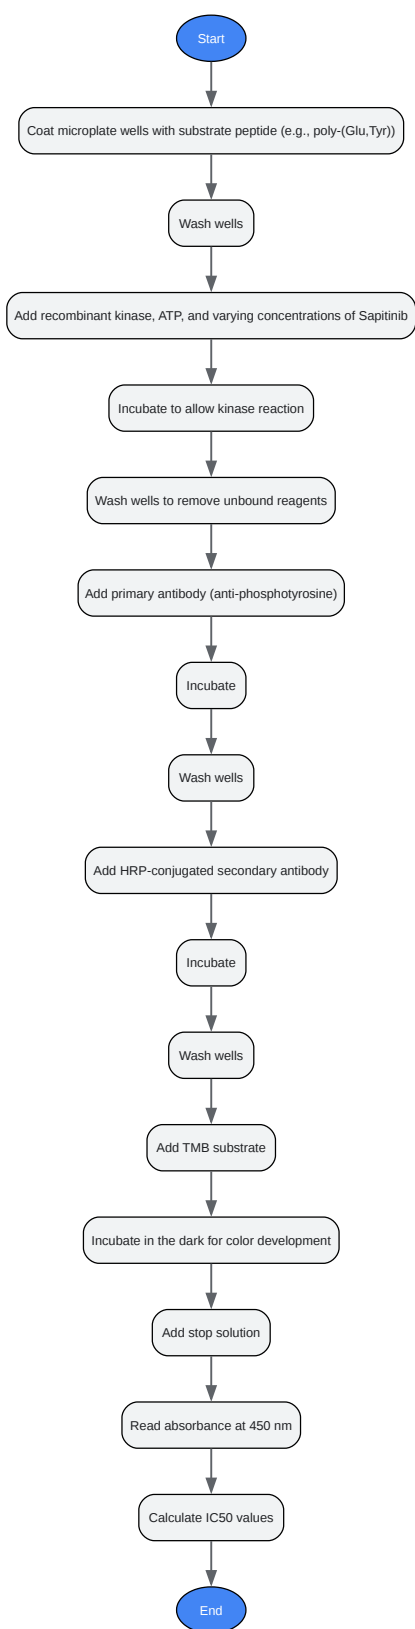 Start
Coat microplate wells with substrate peptide (e.g., poly-(Glu,Tyr))
Wash wells
Add recombinant kinase, ATP, and varying concentrations of Sapitinib
Incubate to allow kinase reaction
Wash wells to remove unbound reagents
Add primary antibody (anti-phosphotyrosine)
Incubate
Wash wells
Add HRP-conjugated secondary antibody
Incubate
Wash wells
Add TMB substrate
Incubate in the dark for color development
Add stop solution
Read absorbance at 450 nm
Calculate IC50 values
End